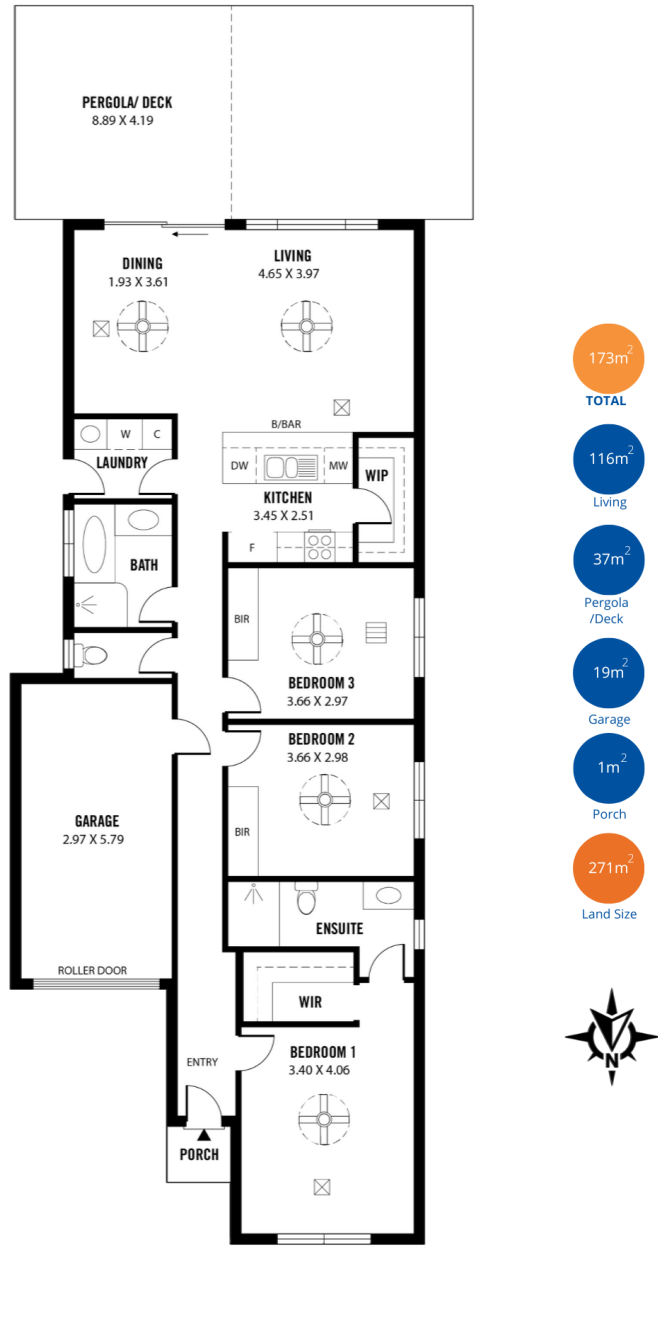 PERGOLA/ DECK
8.89 X 4.19
DINING
1.93 X 3.61
LIVING
4.65 X 3.97
B/BAR
W
C
LAUNDRY
DW
MW
WIP
KITCHEN
3.45 X 2.51
F
BATH
BIR
BEDROOM 3
3.66 X 2.97
BEDROOM 2
3.66 X 2.98
BIR
GARAGE
2.97 X 5.79
ROLLER DOOR
ENSUITE
WIR
BEDROOM 1
3.40 X 4.06
ENTRY
PORCH
173m²
TOTAL
116m²
Living
37m²
Pergola
/Deck
19m²
Garage
1m²
Porch
271m²
Land Size
N